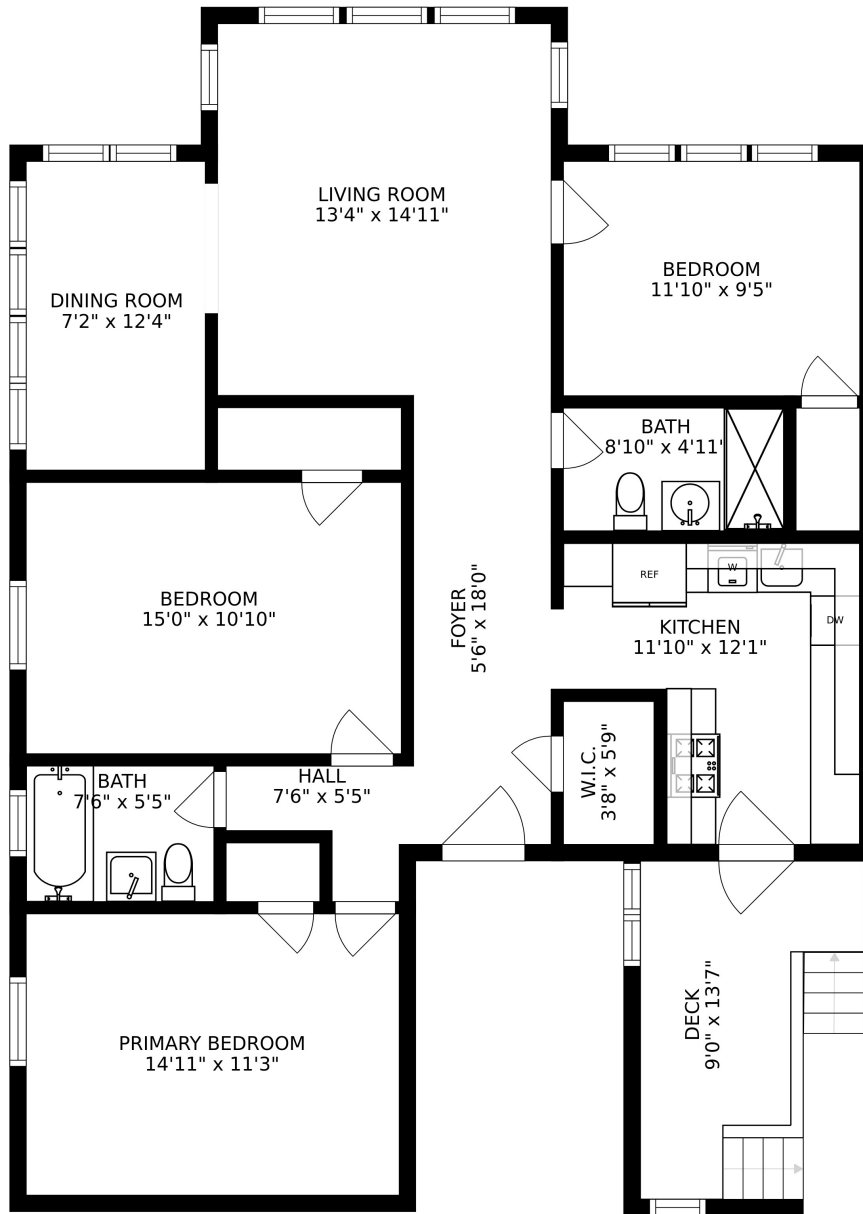 LIVING ROOM
13'4" x 14'11"
BEDROOM
11'10" x 9'5"
DINING ROOM
7'2" x 12'4"
BATH
8'10" x 4'11'
REF
W
DW
KITCHEN
11'10" x 12'1"
FOYER
5'6" x 18'0"
BEDROOM
15'0" x 10'10"
W.I.C.
3'8" x 5'9"
BATH
7'6" x 5'5"
HALL
7'6" x 5'5"
PRIMARY BEDROOM
14'11" x 11'3"
DECK
9'0" x 13'7"